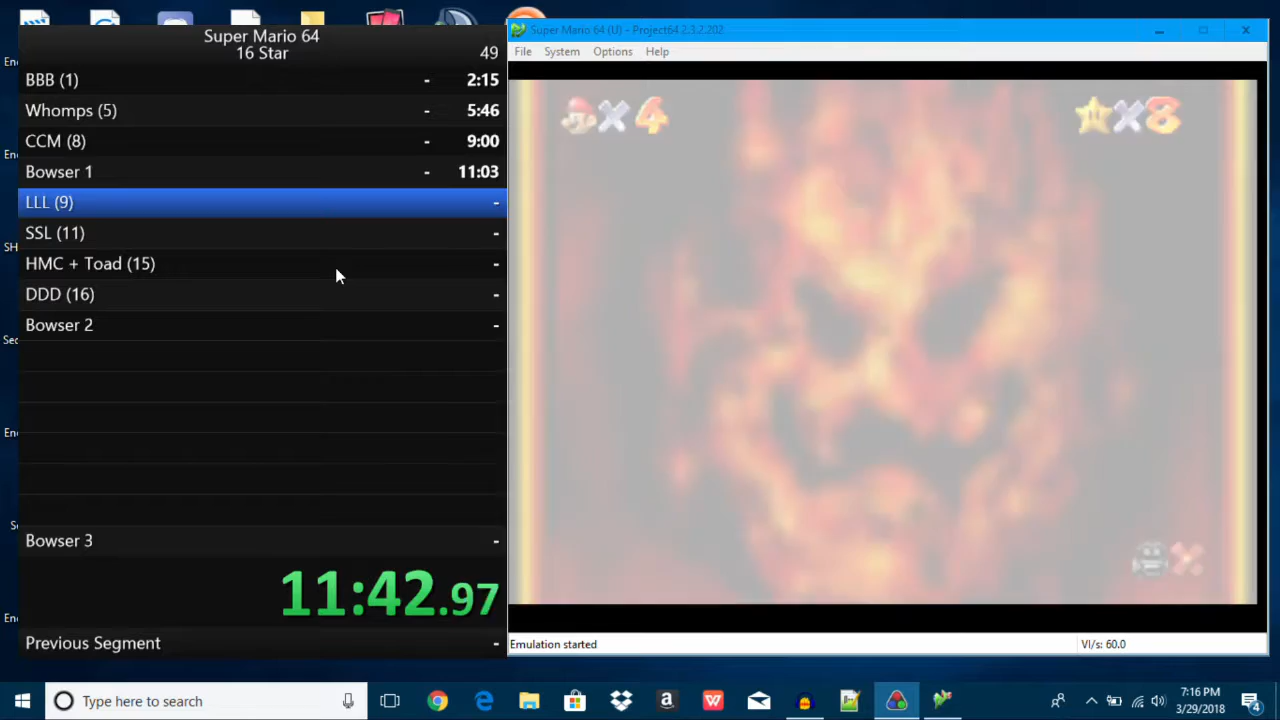 Super Mario 64
16 Star 49
BBB (1) - 2:15
Whomps (5) - 5:46
CCM (8) - 9:00
Bowser 1 - 11:03
LLL (9) -
SSL (11) -
HMC + Toad (15) -
DDD (16) -
Bowser 2 -
Bowser 3 -
11:42.97
Previous Segment -
Super Mario 64 (U) - Project64 2.3.2.202
File System Options Help
×4 ×8
Emulation started VI/s: 60.0
Type here to search
7:16 PM
3/29/2018
4